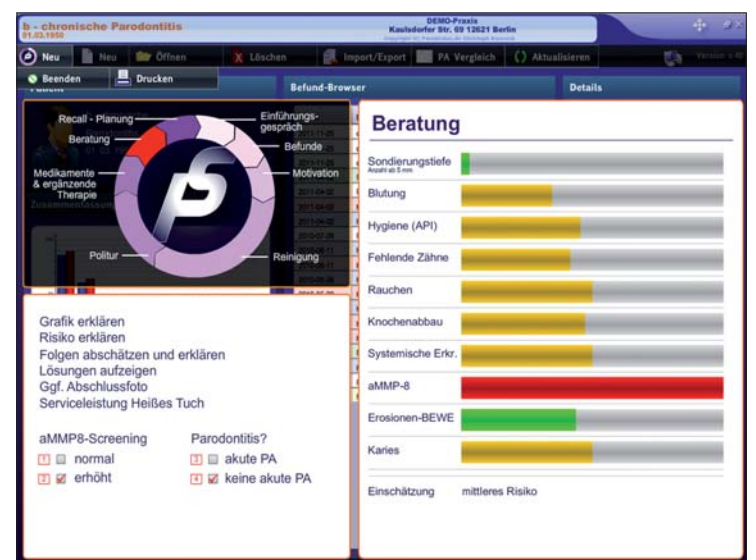 b - chronische Parodontitis
01.03.1950
DEMO-Praxis
Kaulsdorfer Str. 69 12621 Berlin
Neu
Neu
Öffnen
Löschen
Import/Export
PA Vergleich
Aktualisieren
Beenden
Drucken
Befund-Browser
Details
Recall - Planung
Einführungs-
gespräch
Beratung
Befunde
Medikamente
& ergänzende
Therapie
Motivation
Politur
Reinigung
Grafik erklären
Risiko erklären
Folgen abschätzen und erklären
Lösungen aufzeigen
Ggf. Abschlussfoto
Serviceleistung Heißes Tuch
aMMP8-Screening
Parodontitis?
1 normal
3 akute PA
2 erhöht
4 keine akute PA
Beratung
Sondierungstiefe
Anzahl ab 5 mm
Blutung
Hygiene (API)
Fehlende Zähne
Rauchen
Knochenabbau
Systemische Erkr.
aMMP-8
Erosionen-BEWE
Karies
Einschätzung mittleres Risiko